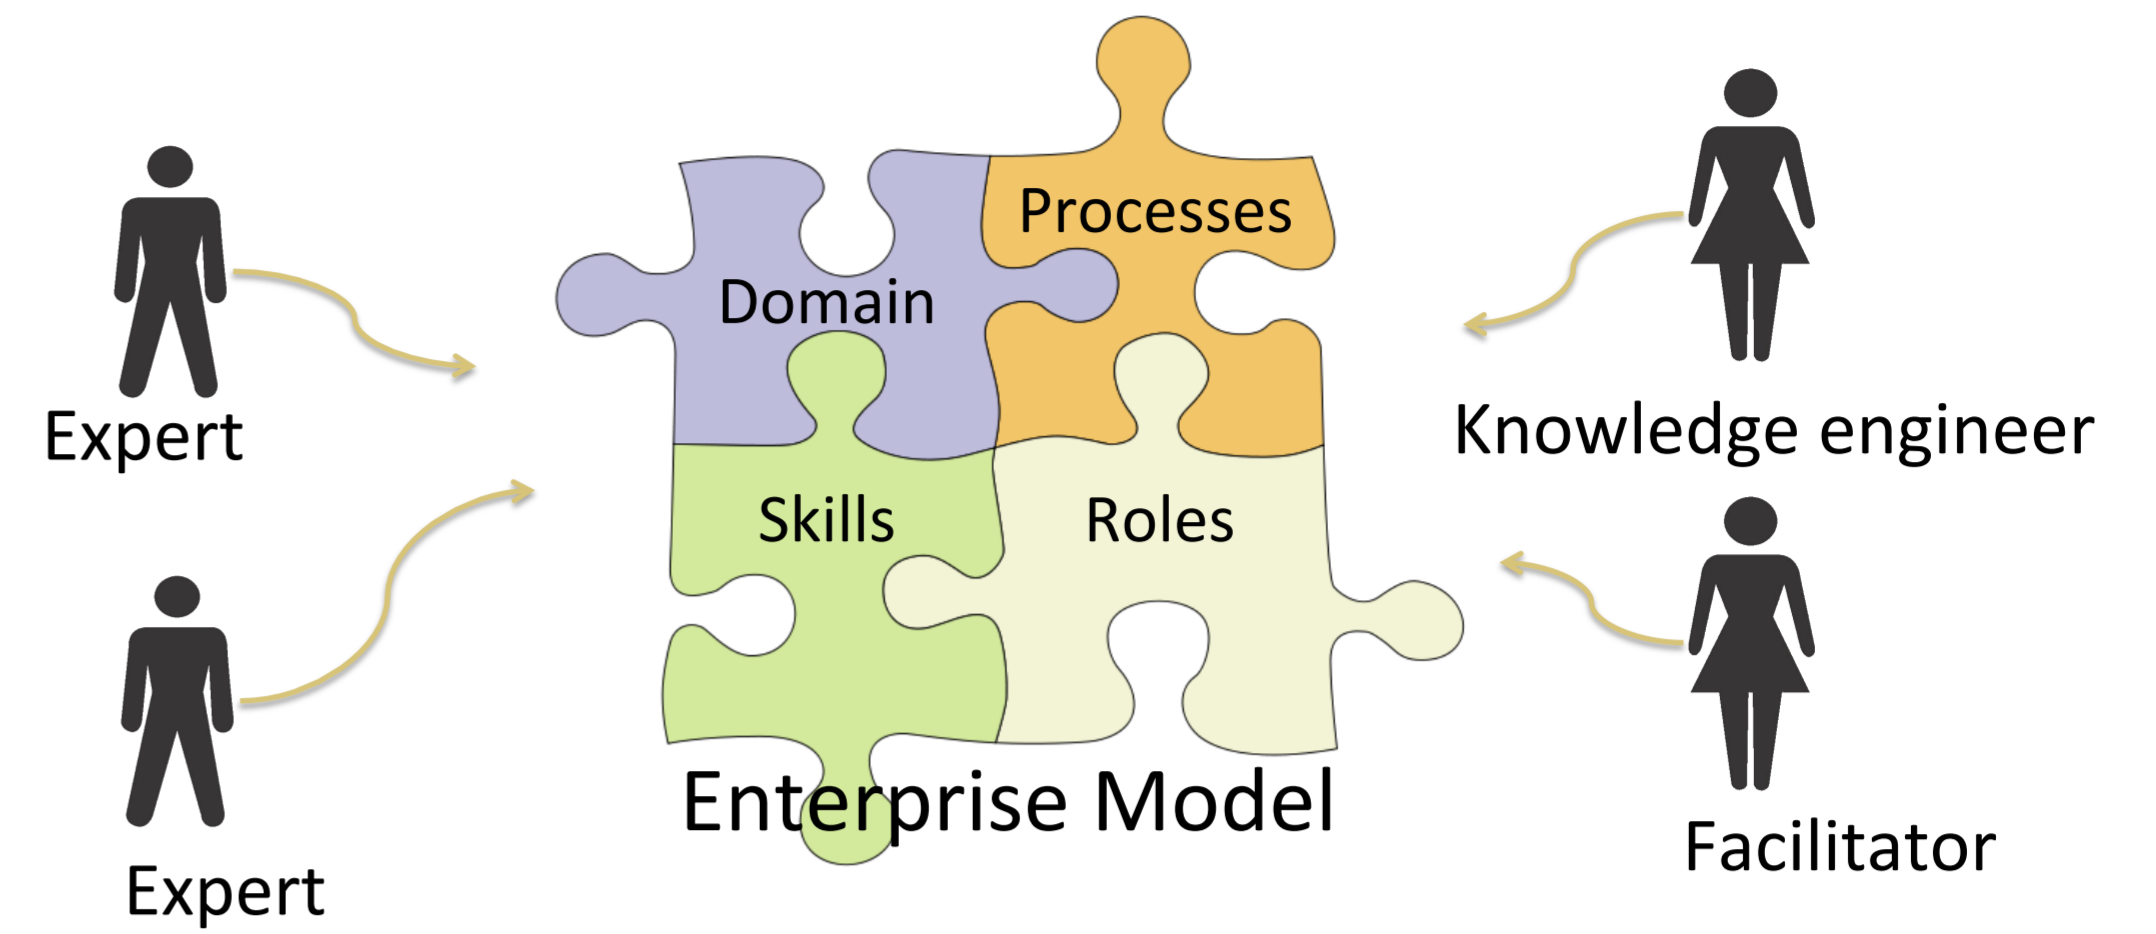 Processes
Domain
Expert
Knowledge engineer
Skills
Roles
Enterprise Model
Facilitator
Expert